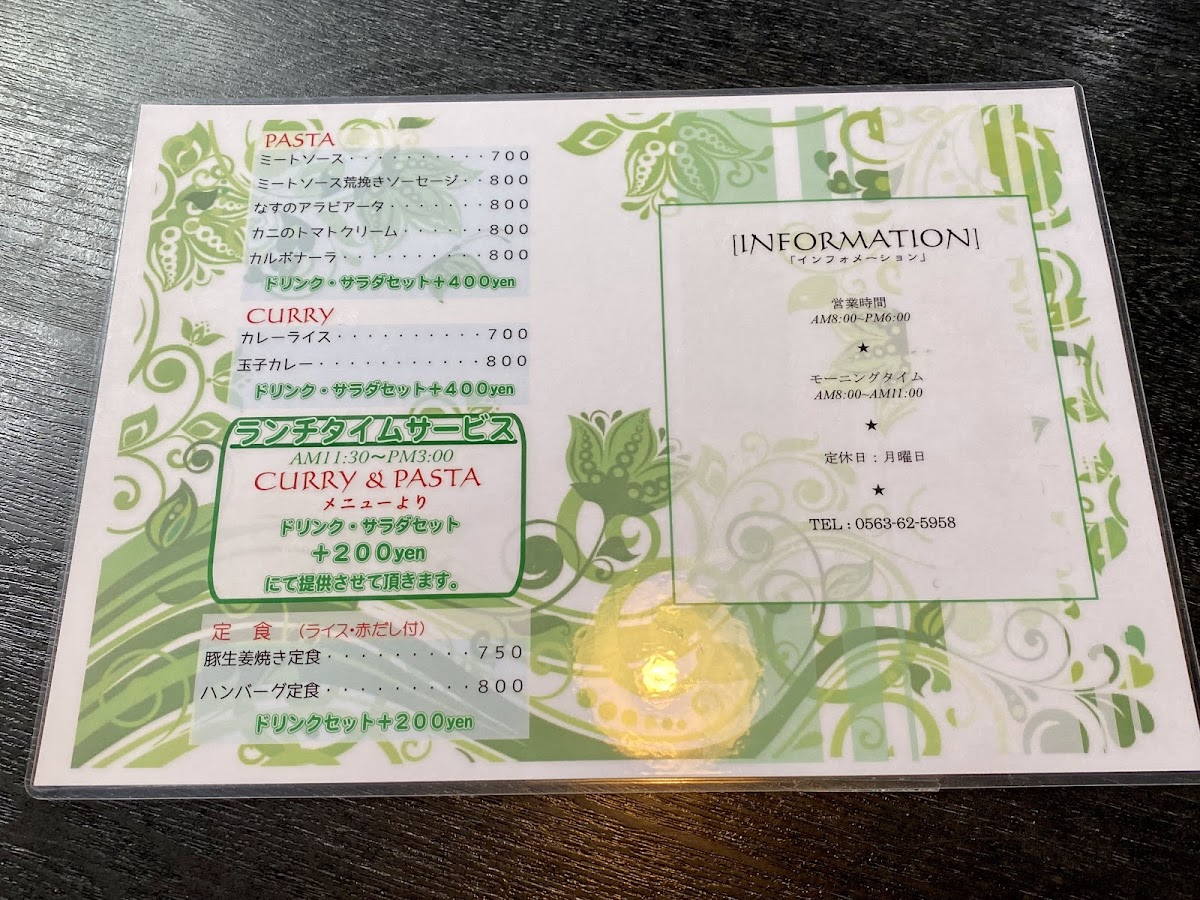 PASTA
ミートソース・・・・・・・・・・７００
ミートソース荒挽きソーセージ・・８００
なすのアラビアータ・・・・・・・８００
カニのトマトクリーム・・・・・・８００
カルボナーラ・・・・・・・・・・８００
ドリンク・サラダセット＋４００yen
CURRY
カレーライス・・・・・・・・・・・７００
玉子カレー・・・・・・・・・・・・８００
ドリンク・サラダセット＋４００yen
ランチタイムサービス
AM11:30～PM3:00
CURRY & PASTA
メニューより
ドリンク・サラダセット
＋２００yen
にて提供させて頂きます。
定　食　（ライス・赤だし付）
豚生姜焼き定食・・・・・・・・・７５０
ハンバーグ定食・・・・・・・・・８００
ドリンクセット＋２００yen
[INFORMATION]
「インフォメーション」
営業時間
AM8:00~PM6:00
★
モーニングタイム
AM8:00~AM11:00
★
定休日：月曜日
★
TEL : 0563-62-5958